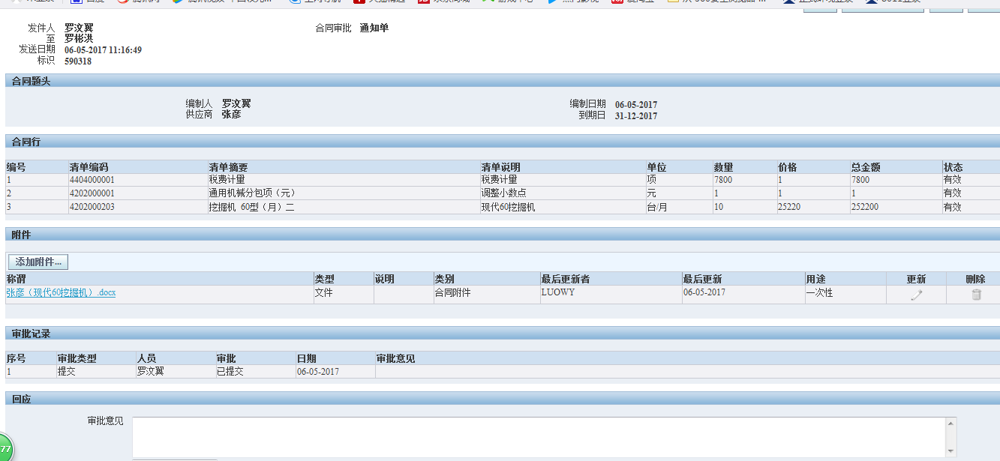 发件人 罗汶翼 合同审批 通知单
至 罗彬洪
发送日期 06-05-2017 11:16:49
标识 590318
合同题头
编制人 罗汶翼 编制日期 06-05-2017
供应商 张彦 到期日 31-12-2017
合同行
编号 清单编码 清单摘要 清单说明 单位 数量 价格 总金额 状态
1 4404000001 税费计量 税费计量 项 7800 1 7800 有效
2 4202000001 通用机械分包项（元） 调整小数点 元 1 1 1 有效
3 4202000203 挖掘机 60型（月）二 现代60挖掘机 台/月 10 25220 252200 有效
附件
添加附件...
称谓 类型 说明 类别 最后更新者 最后更新 用途 更新 删除
张彦（现代60挖掘机）.docx 文件 合同附件 LUOWY 06-05-2017 一次性
审批记录
序号 审批类型 人员 审批 日期 审批意见
1 提交 罗汶翼 已提交 06-05-2017
回应
审批意见
77